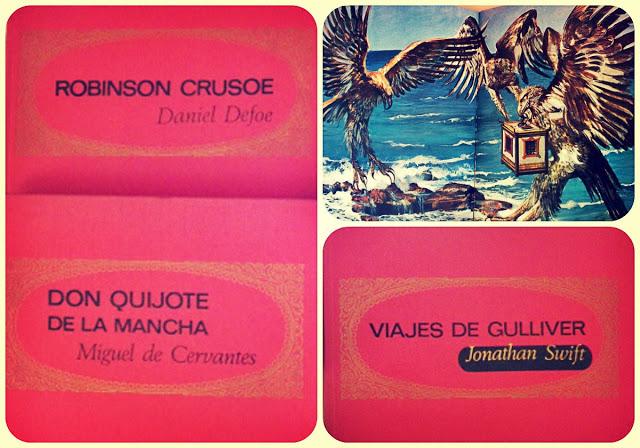 ROBINSON CRUSOE
Daniel Defoe
DON QUIJOTE
DE LA MANCHA
Miguel de Cervantes
VIAJES DE GULLIVER
Jonathan Swift